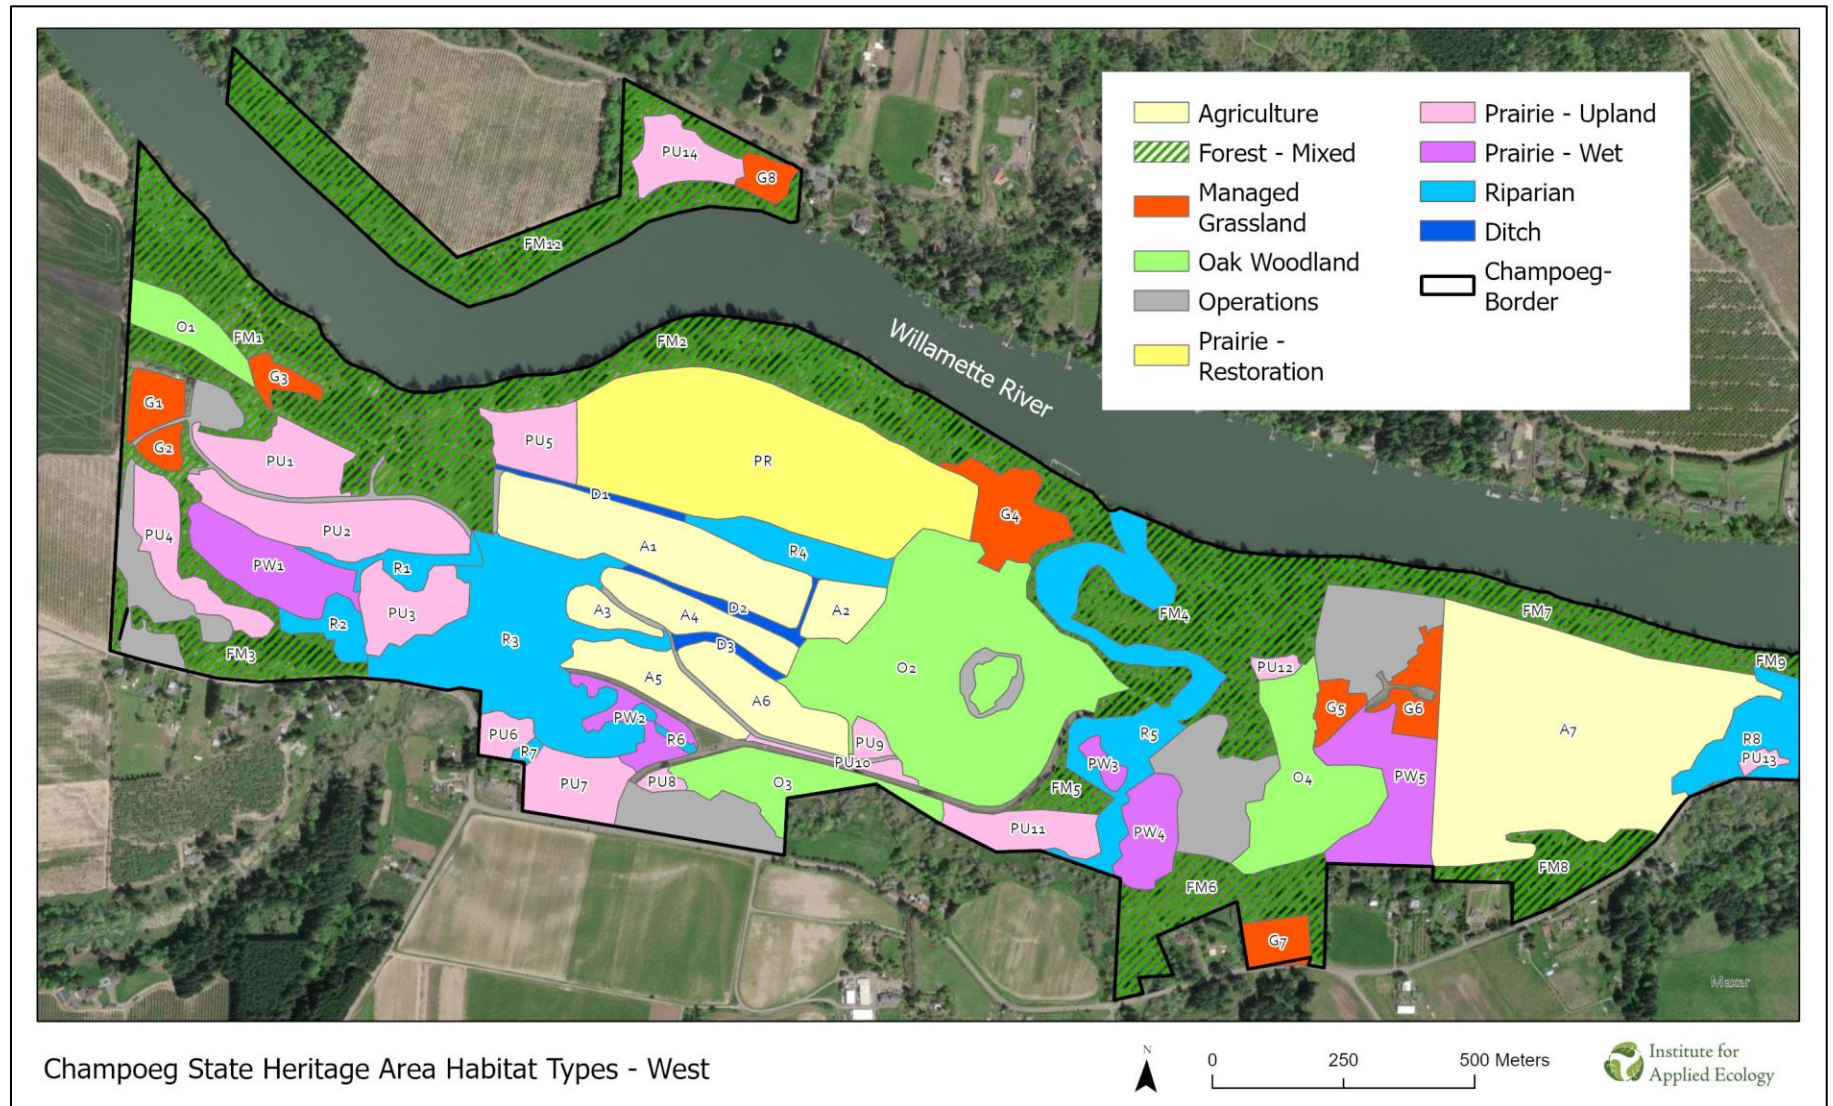 Agriculture
Forest - Mixed
Managed
Grassland
Oak Woodland
Operations
Prairie -
Restoration
Prairie - Upland
Prairie - Wet
Riparian
Ditch
Champoeg-
Border
PU14
G8
FM12
Willamette River
O1
FM1
FM2
G3
G1
G2
PU1
PU5
PR
D1
G4
PU4
PU2
A1
R4
PW1
R1
PU3
R2
A3
A4
D2
A2
FM4
FM7
FM3
R3
D3
O2
PU12
FM9
A5
A6
G5
G6
A7
PU6
R7
PW2
R6
PU9
PU10
R5
PW3
R8
PU13
PU7
PU8
O3
FM5
O4
PW5
PU11
PW4
FM8
FM6
G7
Maxar
Champoeg State Heritage Area Habitat Types - West
N
0 250 500 Meters
Institute for
Applied Ecology